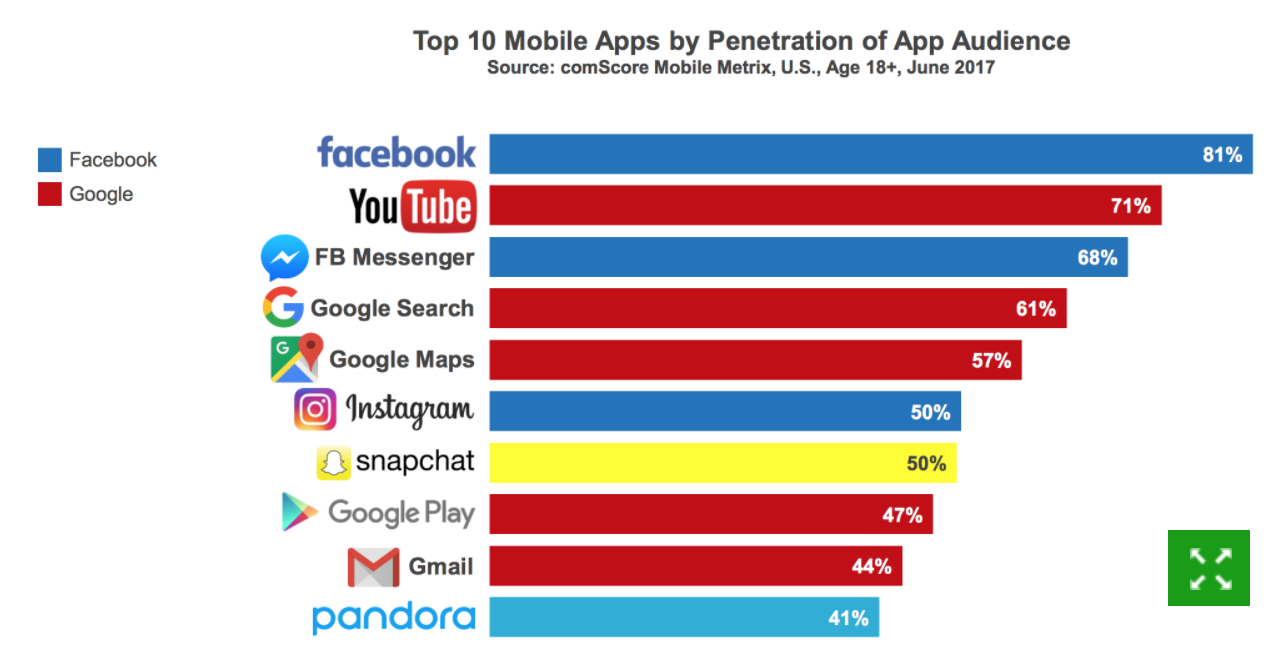 Top 10 Mobile Apps by Penetration of App Audience
Source: comScore Mobile Metrix, U.S., Age 18+, June 2017
Facebook
Google
facebook 81%
YouTube 71%
FB Messenger 68%
Google Search 61%
G Google Maps 57%
Instagram 50%
snapchat 50%
Google Play 47%
Gmail 44%
pandora 41%